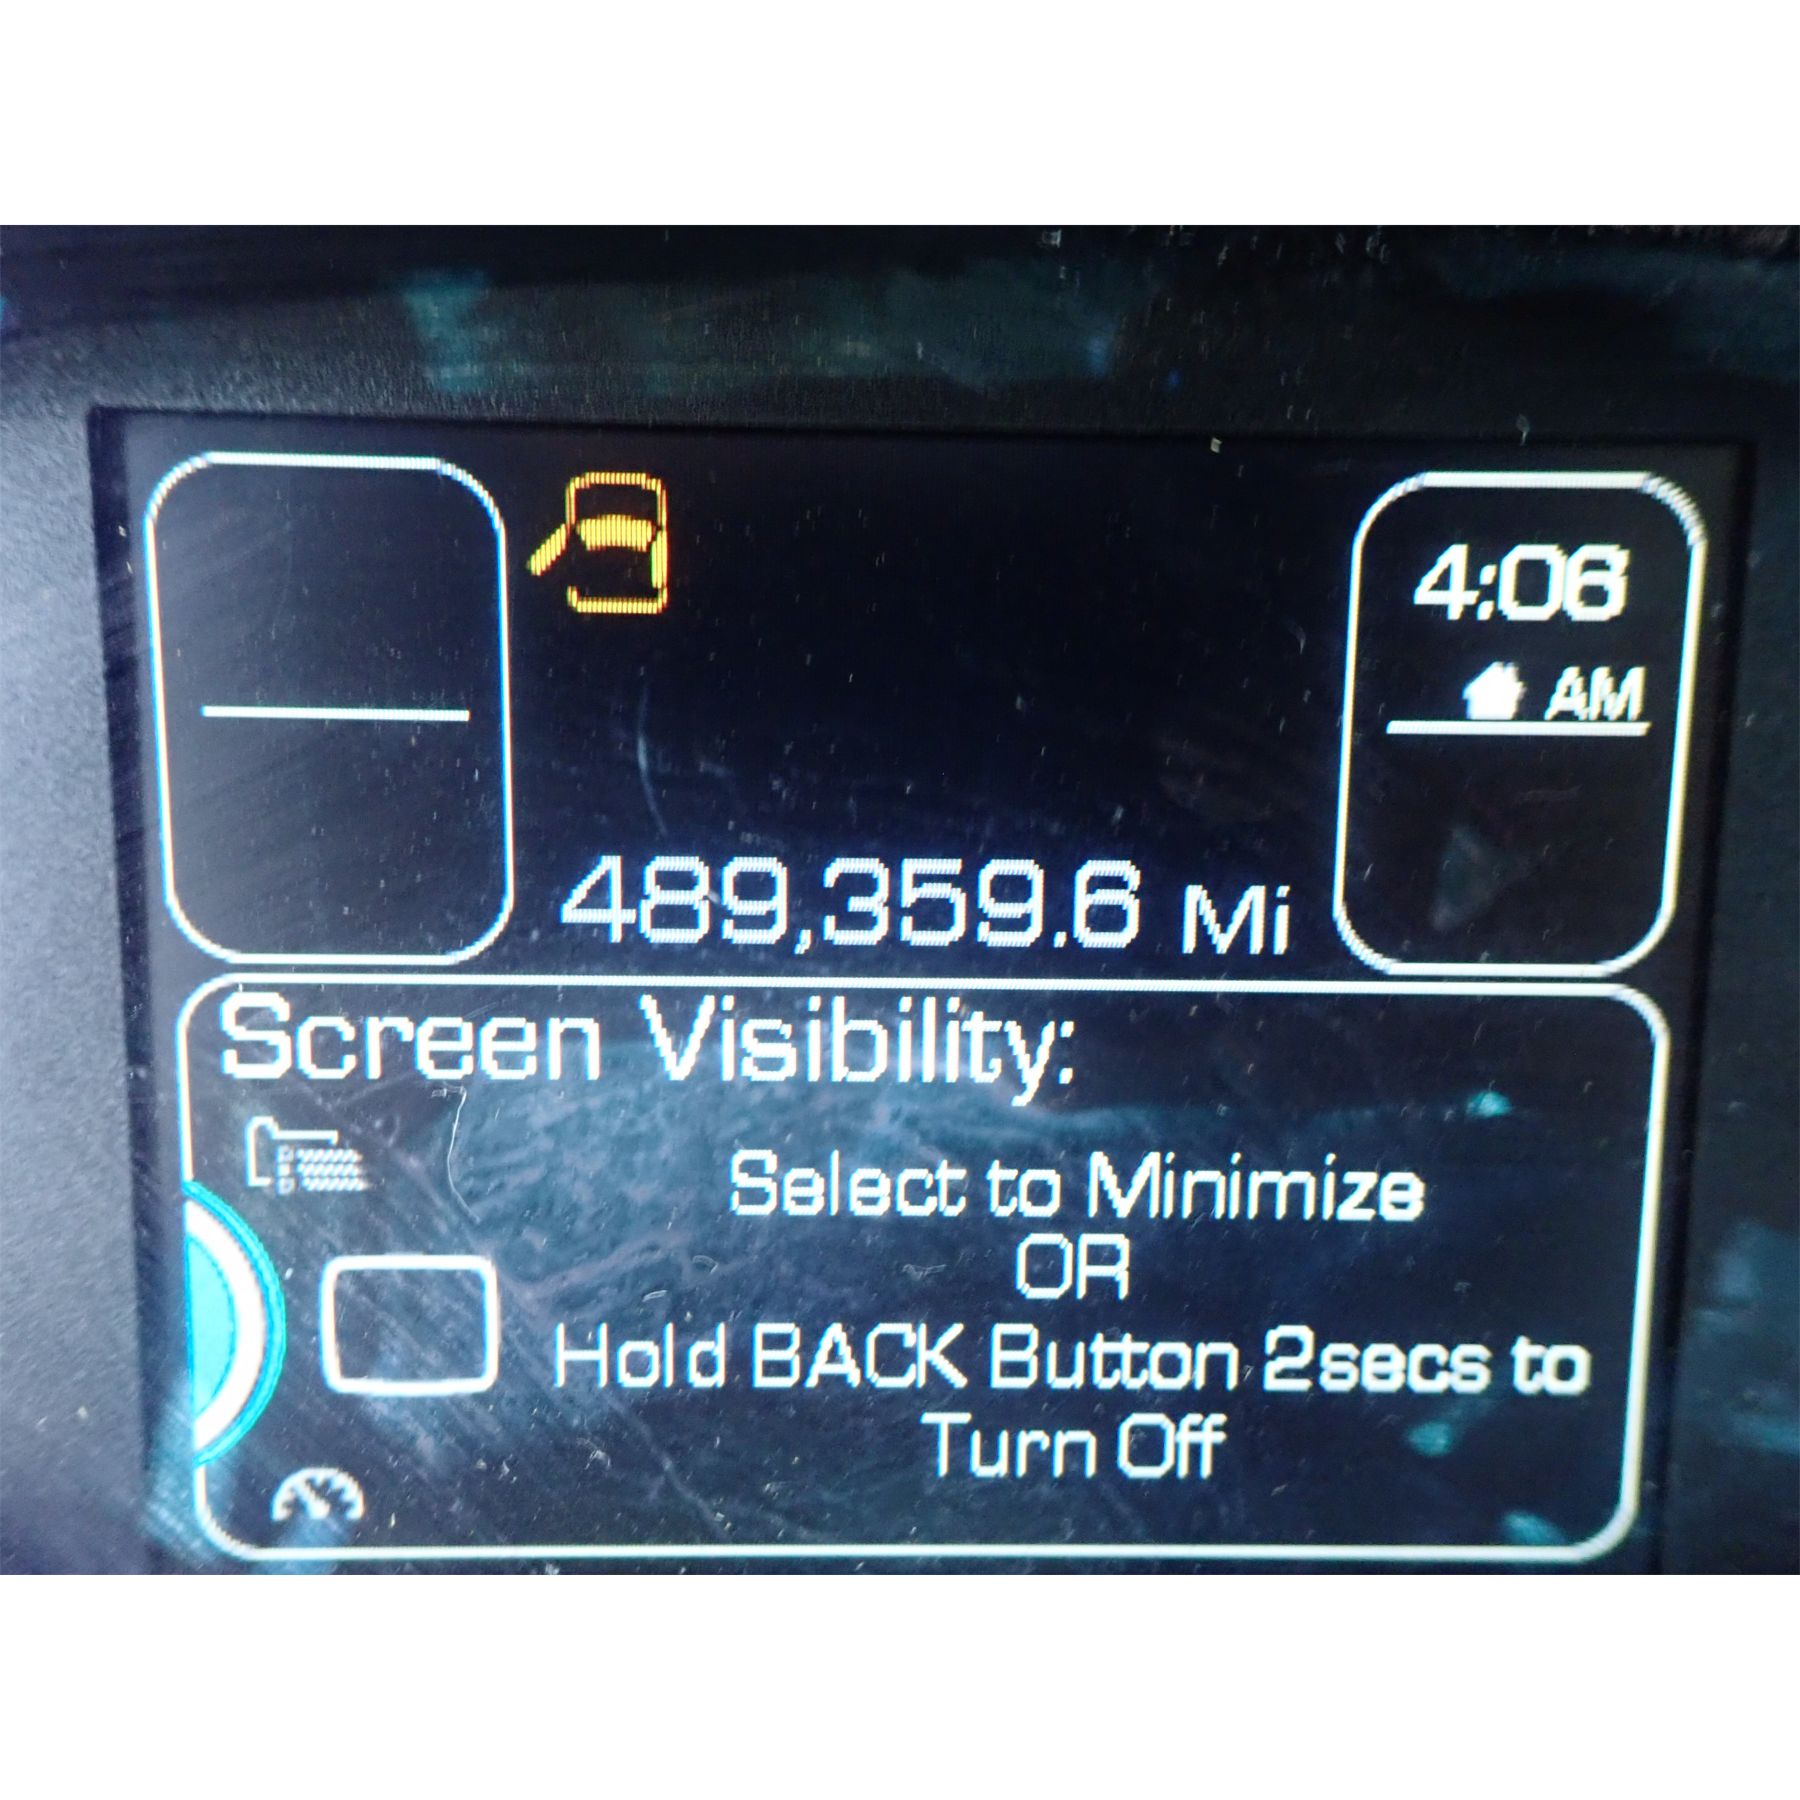 4:06
AM
489,359.6 Mi
Screen Visibility:
Select to Minimize
OR
Hold BACK Button 2secs to
Turn Off